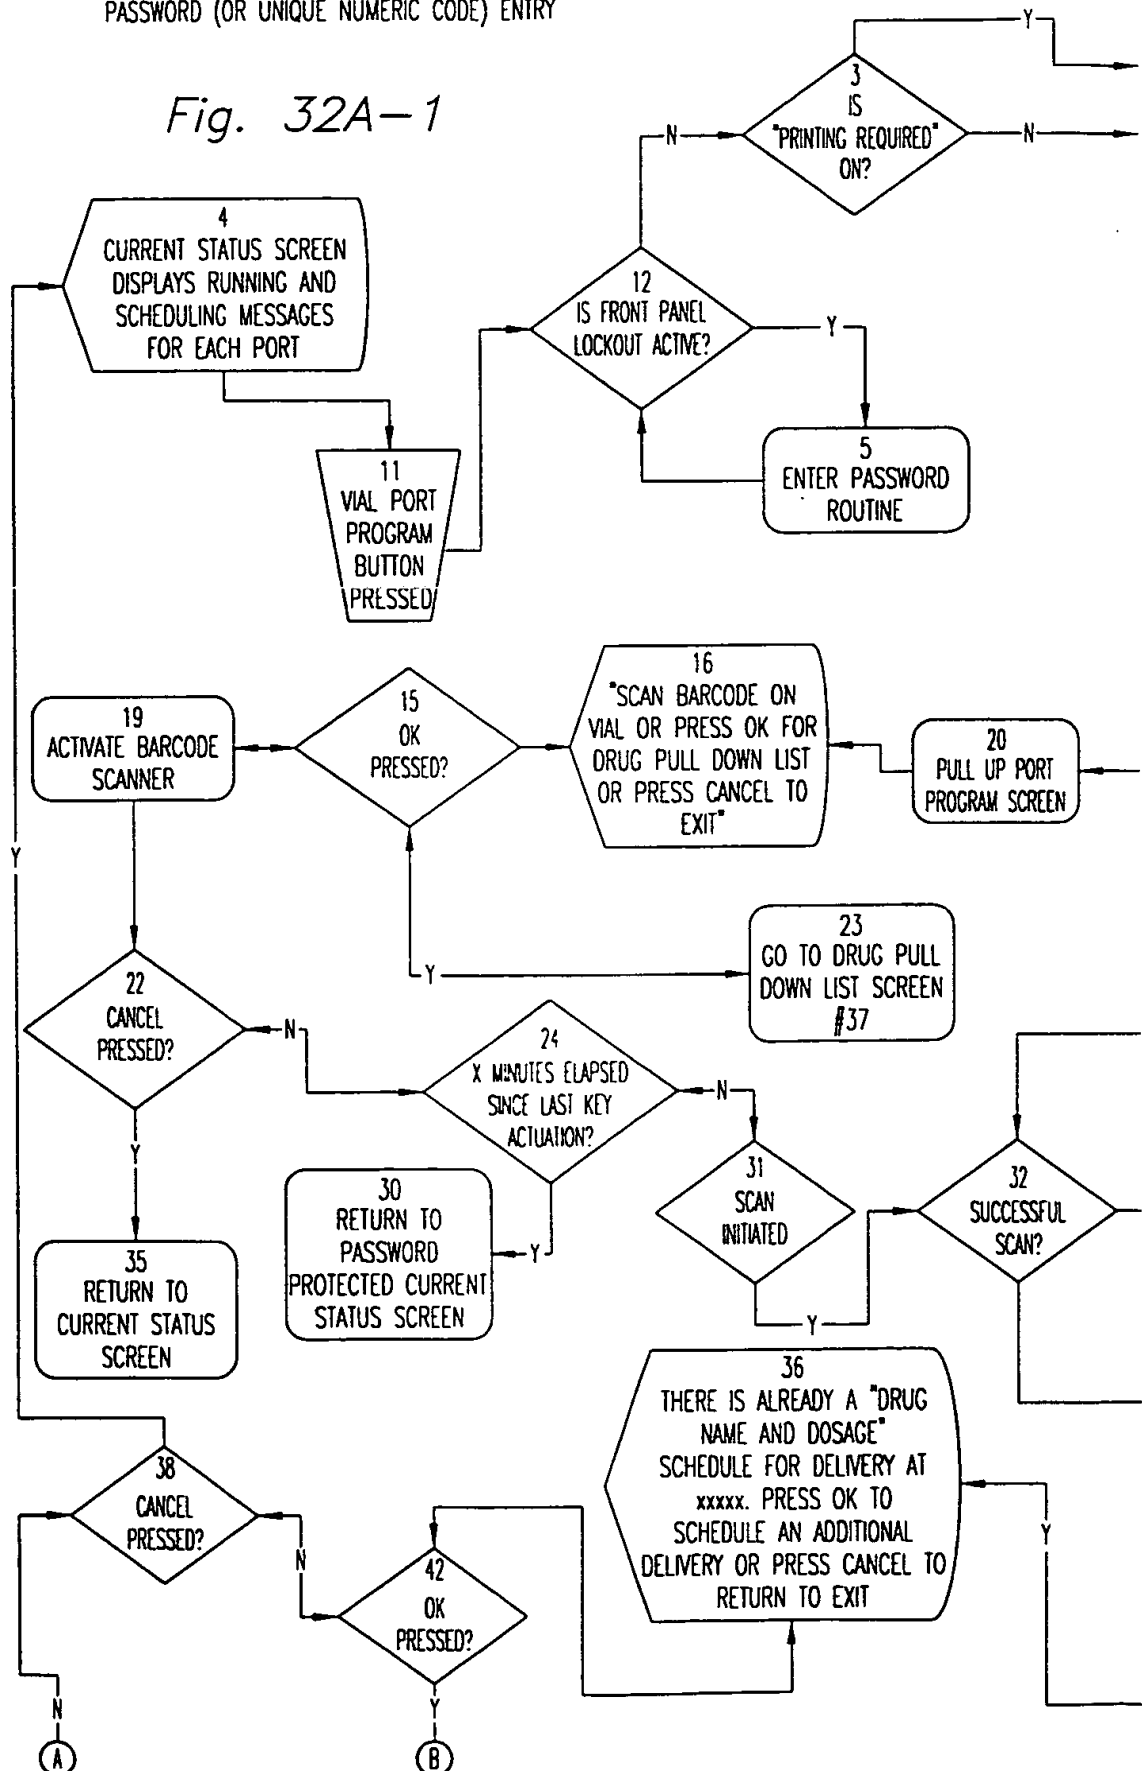 PASSWORD (OR UNIQUE NUMERIC CODE) ENTRY
Fig. 32A-1
Y
3
IS
"PRINTING REQUIRED"
ON?
N
N
4
CURRENT STATUS SCREEN
DISPLAYS RUNNING AND
SCHEDULING MESSAGES
FOR EACH PORT
12
IS FRONT PANEL
LOCKOUT ACTIVE?
Y
11
VIAL PORT
PROGRAM
BUTTON
PRESSED
5
ENTER PASSWORD
ROUTINE
19
ACTIVATE BARCODE
SCANNER
15
OK
PRESSED?
16
"SCAN BARCODE ON
VIAL OR PRESS OK FOR
DRUG PULL DOWN LIST
OR PRESS CANCEL TO
EXIT"
20
PULL UP PORT
PROGRAM SCREEN
Y
Y
23
GO TO DRUG PULL
DOWN LIST SCREEN
#37
22
CANCEL
PRESSED?
N
24
X MINUTES ELAPSED
SINCE LAST KEY
ACTUATION?
N
Y
31
SCAN
INITIATED
32
SUCCESSFUL
SCAN?
30
RETURN TO
PASSWORD
PROTECTED CURRENT
STATUS SCREEN
Y
Y
35
RETURN TO
CURRENT STATUS
SCREEN
36
THERE IS ALREADY A "DRUG
NAME AND DOSAGE"
SCHEDULE FOR DELIVERY AT
xxxxx. PRESS OK TO
SCHEDULE AN ADDITIONAL
DELIVERY OR PRESS CANCEL TO
RETURN TO EXIT
Y
38
CANCEL
PRESSED?
N
42
OK
PRESSED?
N
Y
A
B